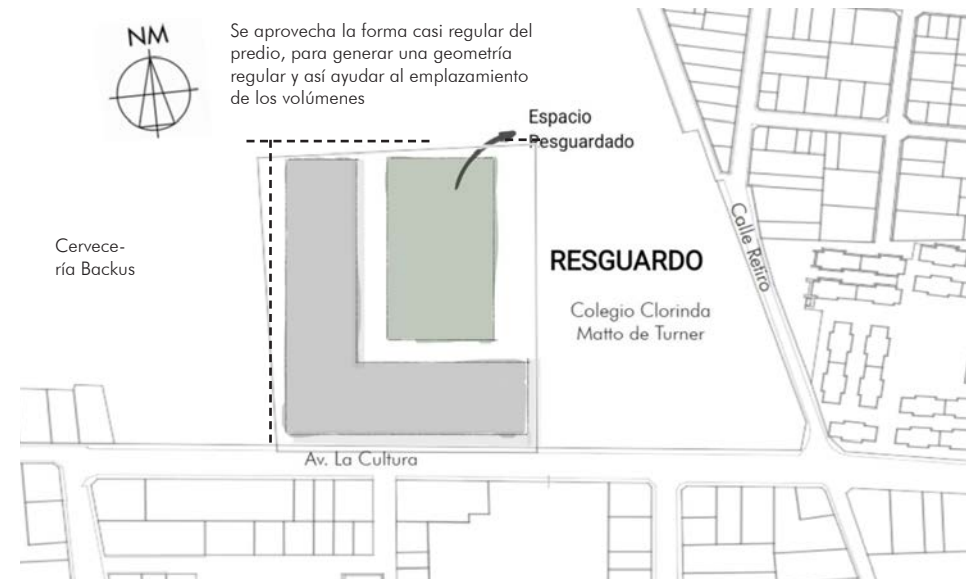 NM
Se aprovecha la forma casi regular del
predio, para generar una geometría
regular y así ayudar al emplazamiento
de los volúmenes
Espacio
Resguardado
Cervece-
ría Backus
RESGUARDO
Colegio Clorinda
Matto de Turner
Calle Retiro
Av. La Cultura